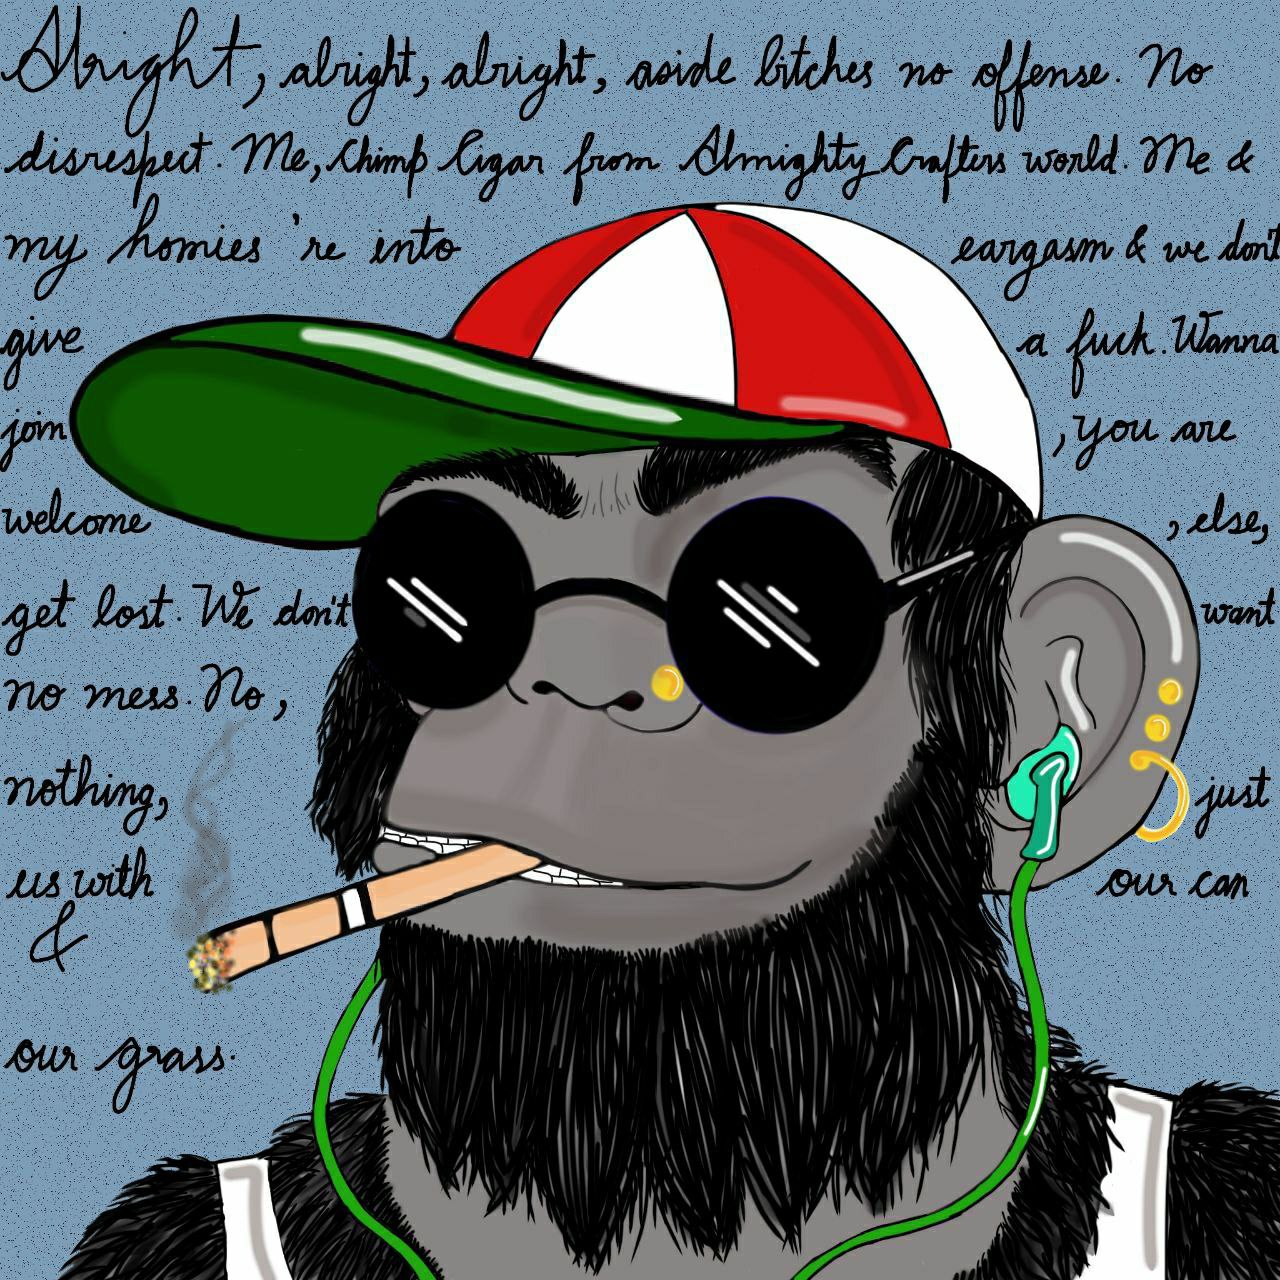 Alright, alright, alright, aside bitches no offense. No
disrespect. Me, Chimp Cigar from Almighty Crafters world. Me &
my homies 're into eargasm & we don't
give a fuck. Wanna
join , you are
welcome , else,
get lost. We don't want
no mess. No,
nothing, just
us with our can
&
our grass.